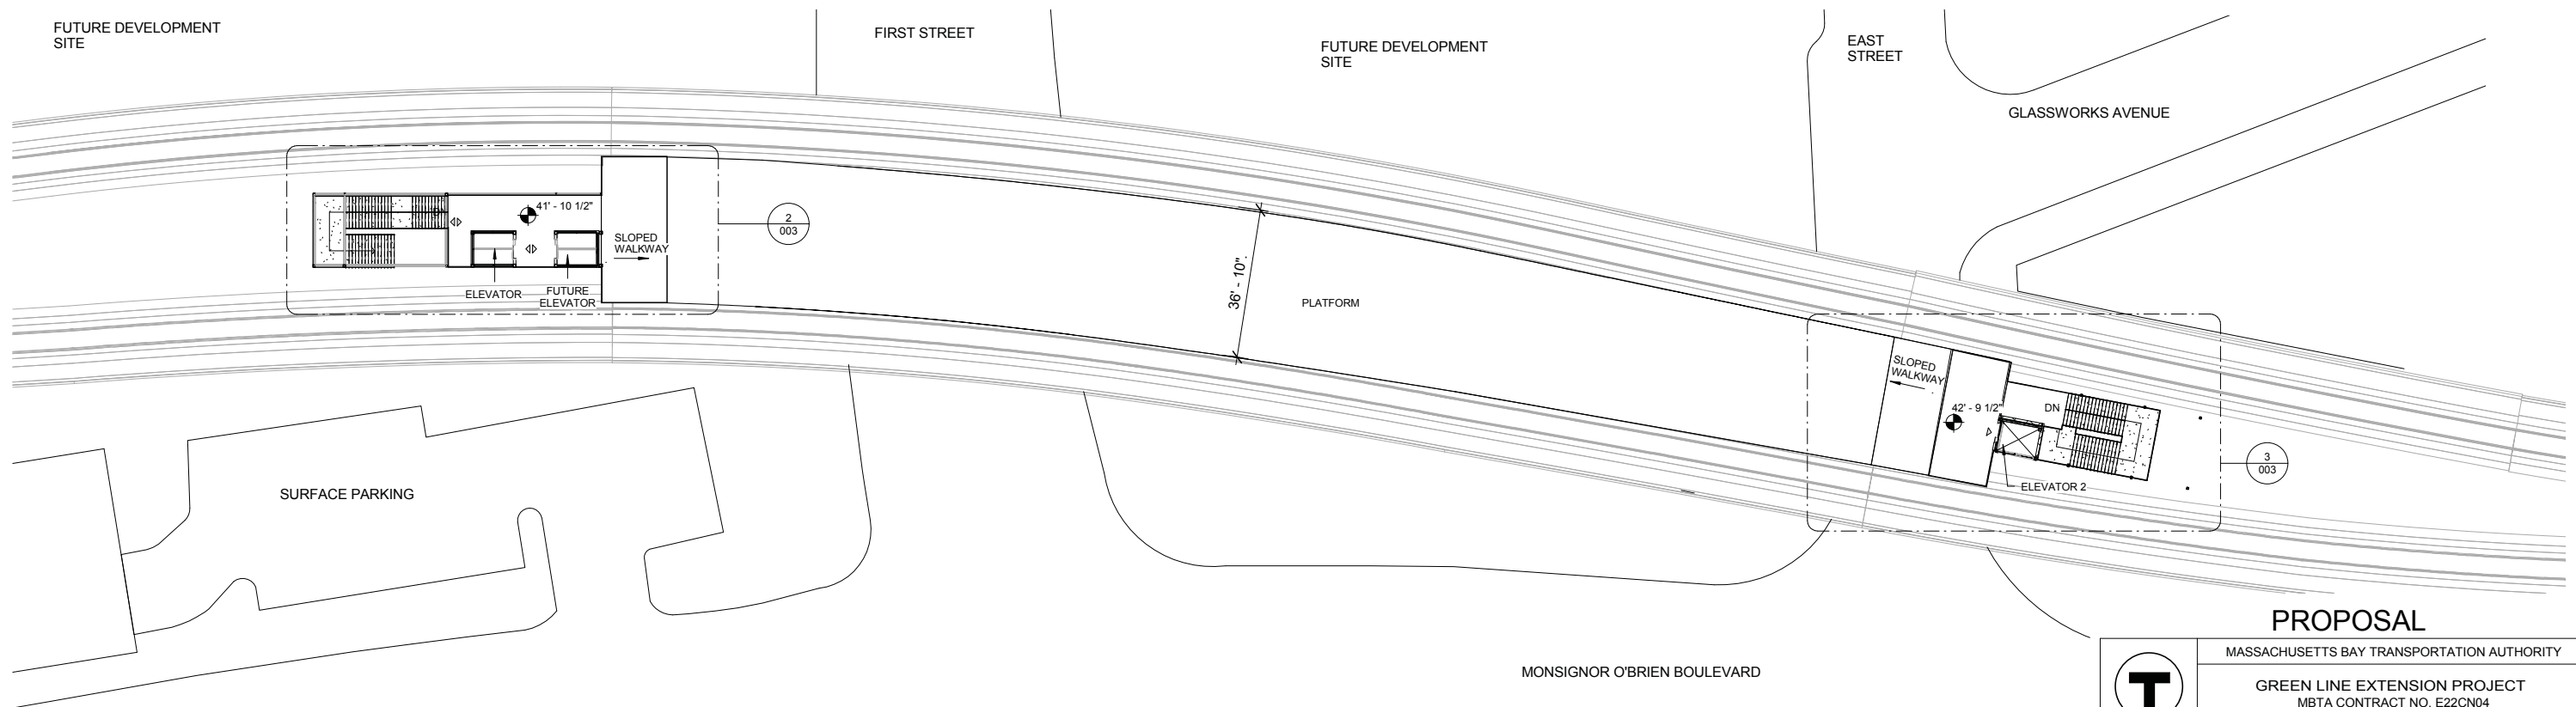 FUTURE DEVELOPMENT
SITE
FIRST STREET
FUTURE DEVELOPMENT
SITE
EAST
STREET
GLASSWORKS AVENUE
41' - 10 1/2"
SLOPED
WALKWAY
2
003
ELEVATOR
FUTURE
ELEVATOR
36' - 10".
PLATFORM
SLOPED
WALKWAY
42' - 9 1/2"
DN
ELEVATOR 2
3
003
SURFACE PARKING
MONSIGNOR O'BRIEN BOULEVARD
PROPOSAL
MASSACHUSETTS BAY TRANSPORTATION AUTHORITY
T
GREEN LINE EXTENSION PROJECT
MBTA CONTRACT NO. E22CN04